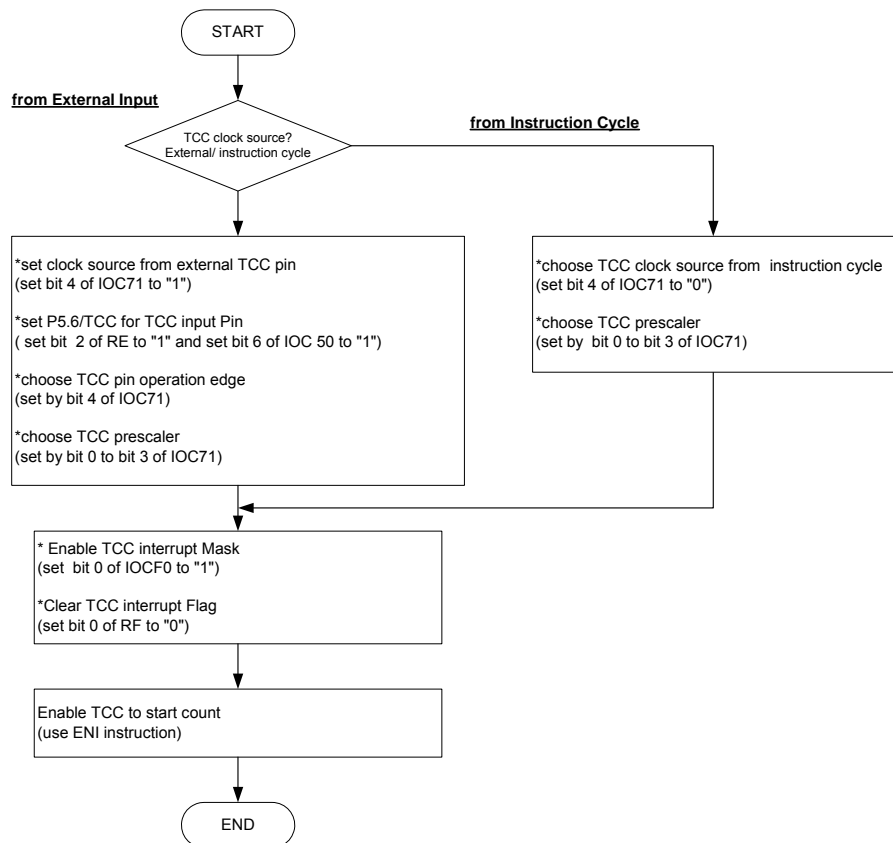 START
from External Input
TCC clock source?
External/ instruction cycle
from Instruction Cycle
*set clock source from external TCC pin
(set bit 4 of IOC71 to "1")
*set P5.6/TCC for TCC input Pin
( set bit  2 of RE to "1" and set bit 6 of IOC 50 to "1")
*choose TCC pin operation edge
(set by bit 4 of IOC71)
*choose TCC prescaler
(set by bit 0 to bit 3 of IOC71)
*choose TCC clock source from  instruction cycle
(set bit 4 of IOC71 to "0")
*choose TCC prescaler
(set by  bit 0 to bit 3 of IOC71)
* Enable TCC interrupt Mask
(set  bit 0 of IOCF0 to "1")
*Clear TCC interrupt Flag
(set bit 0 of RF to "0")
Enable TCC to start count
(use ENI instruction)
END